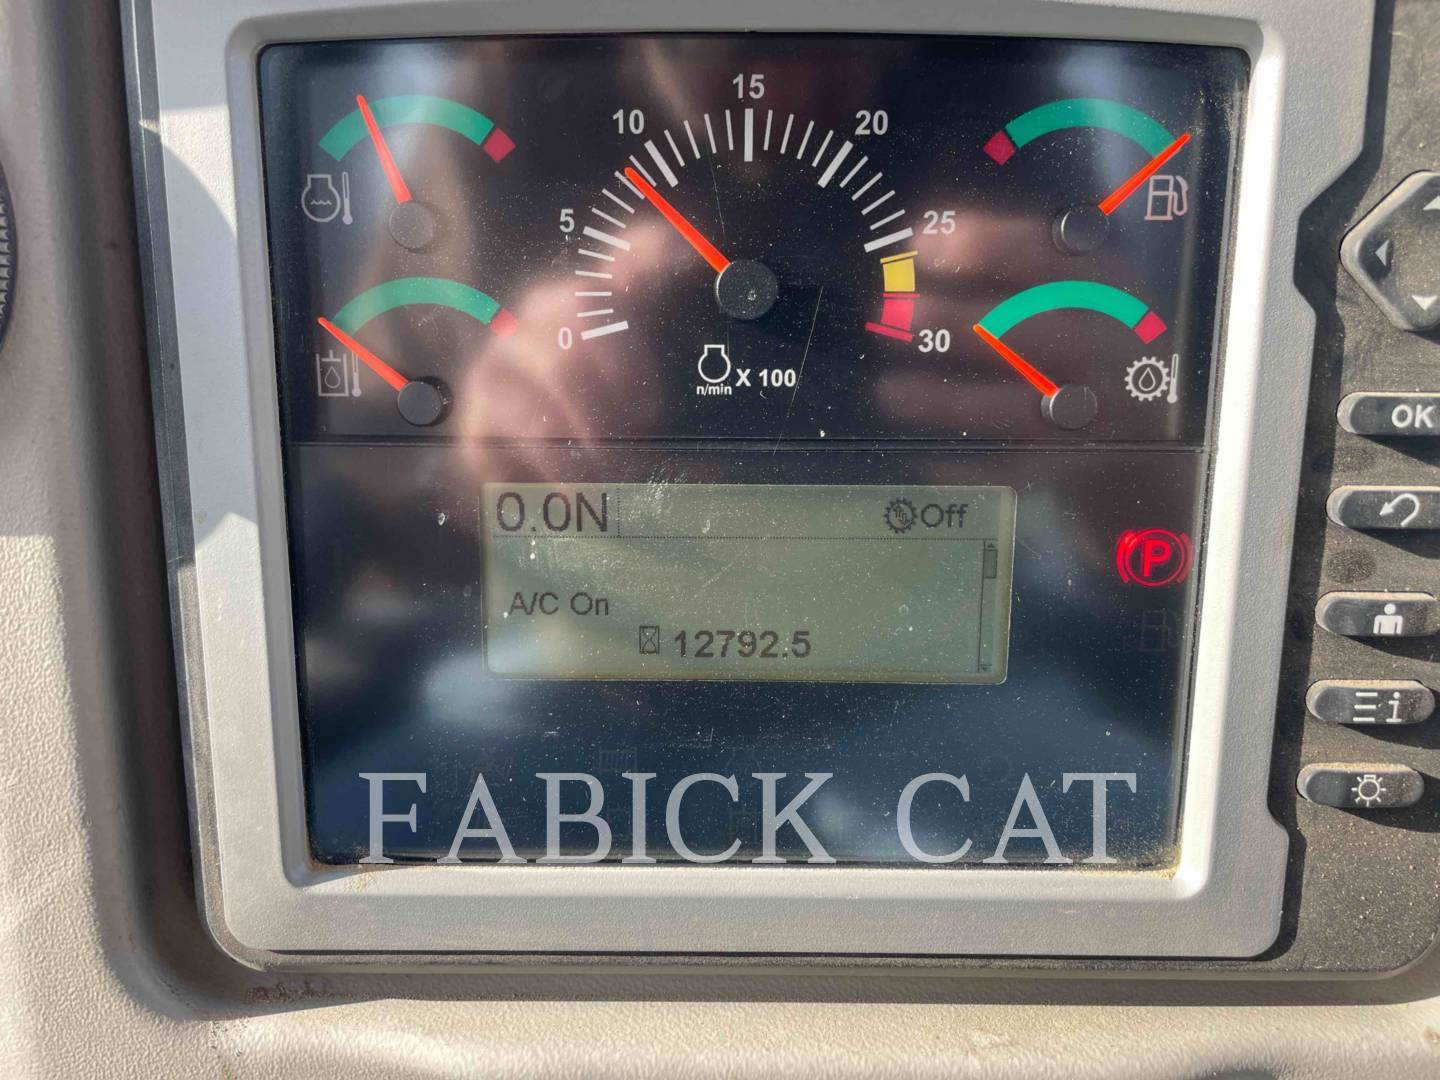 15
10 20
5 25
0 30
n/min X 100
0.0N Off
A/C On
12792.5
P
OK
i
FABICK CAT